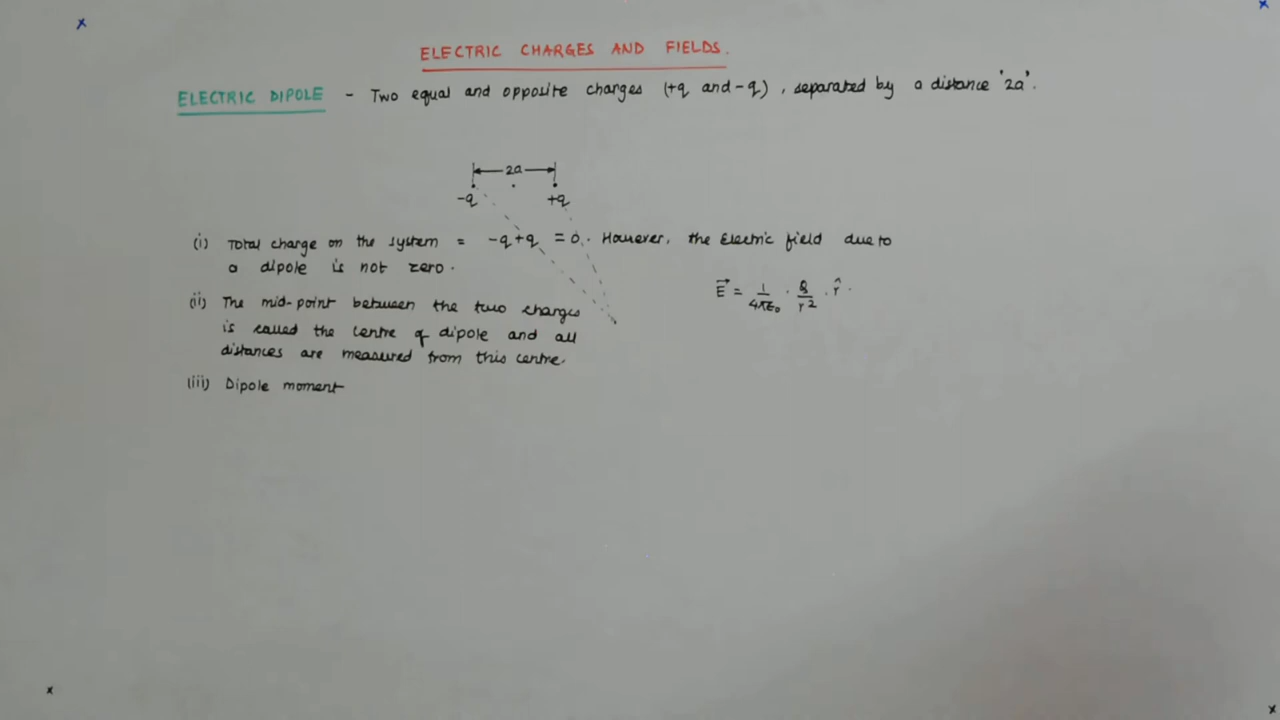 ELECTRIC CHARGES AND FIELDS.
ELECTRIC DIPOLE - Two equal and opposite charges (+q and -q), separated by a distance '2a'.
2a
-q +q
(i) Total charge on the system = -q+q = 0. However, the Electric field due to
a dipole is not zero.
E⃗ = 1/4πε₀ · Q/r² · r̂.
(ii) The mid-point between the two charges
is called the centre of dipole and all
distances are measured from this centre.
(iii) Dipole moment